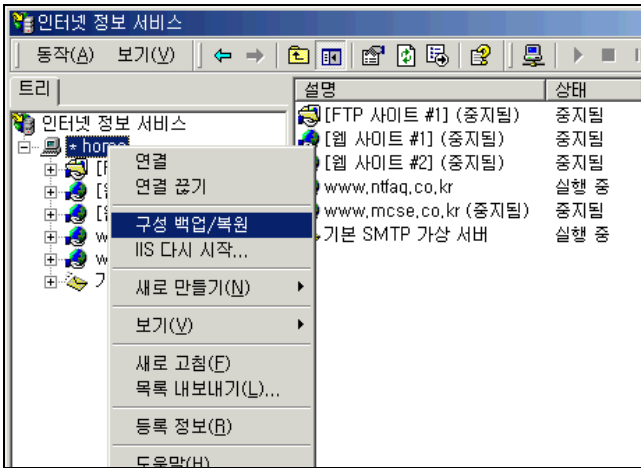 인터넷 정보 서비스
동작(A) 보기(V)
트리
설명 상태
인터넷 정보 서비스
* home
[FTP 사이트 #1] (중지됨) 중지됨
[웹 사이트 #1] (중지됨) 중지됨
[웹 사이트 #2] (중지됨) 중지됨
www.ntfaq.co.kr 실행 중
www.mcse.co.kr (중지됨) 중지됨
기본 SMTP 가상 서버 실행 중
연결
연결 끊기
구성 백업/복원
IIS 다시 시작...
새로 만들기(N)
보기(V)
새로 고침(F)
목록 내보내기(L)...
등록 정보(R)
도움말(H)